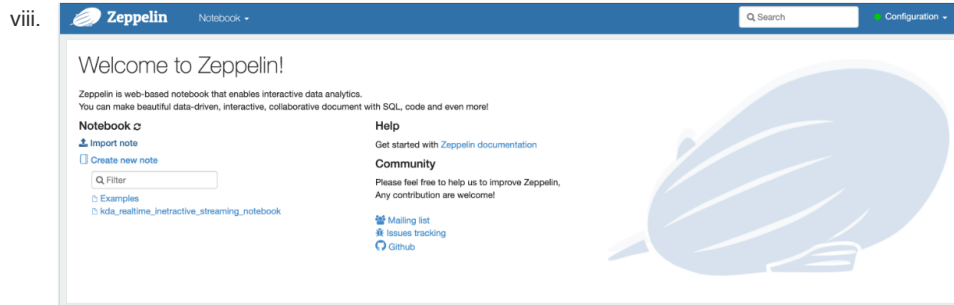 viii.
Zeppelin Notebook Search Configuration
Welcome to Zeppelin!
Zeppelin is web-based notebook that enables interactive data analytics.
You can make beautiful data-driven, interactive, collaborative document with SQL, code and even more!
Notebook
Import note
Create new note
Filter
Examples
kda_realtime_inetractive_streaming_notebook
Help
Get started with Zeppelin documentation
Community
Please feel free to help us to improve Zeppelin,
Any contribution are welcome!
Mailing list
Issues tracking
Github